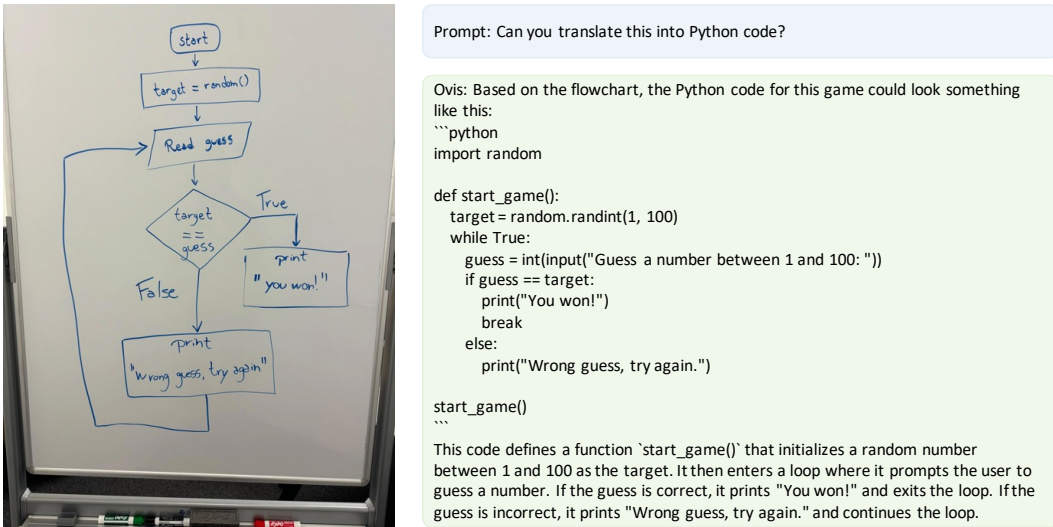 start
target = random()
Read guess
target
==
guess
True
print
"you won!"
False
print
"Wrong guess, try again"
Prompt: Can you translate this into Python code?
Ovis: Based on the flowchart, the Python code for this game could look something
like this:
```python
import random
def start_game():
target = random.randint(1, 100)
while True:
guess = int(input("Guess a number between 1 and 100: "))
if guess == target:
print("You won!")
break
else:
print("Wrong guess, try again.")
start_game()
```
This code defines a function `start_game()` that initializes a random number
between 1 and 100 as the target. It then enters a loop where it prompts the user to
guess a number. If the guess is correct, it prints "You won!" and exits the loop. If the
guess is incorrect, it prints "Wrong guess, try again." and continues the loop.